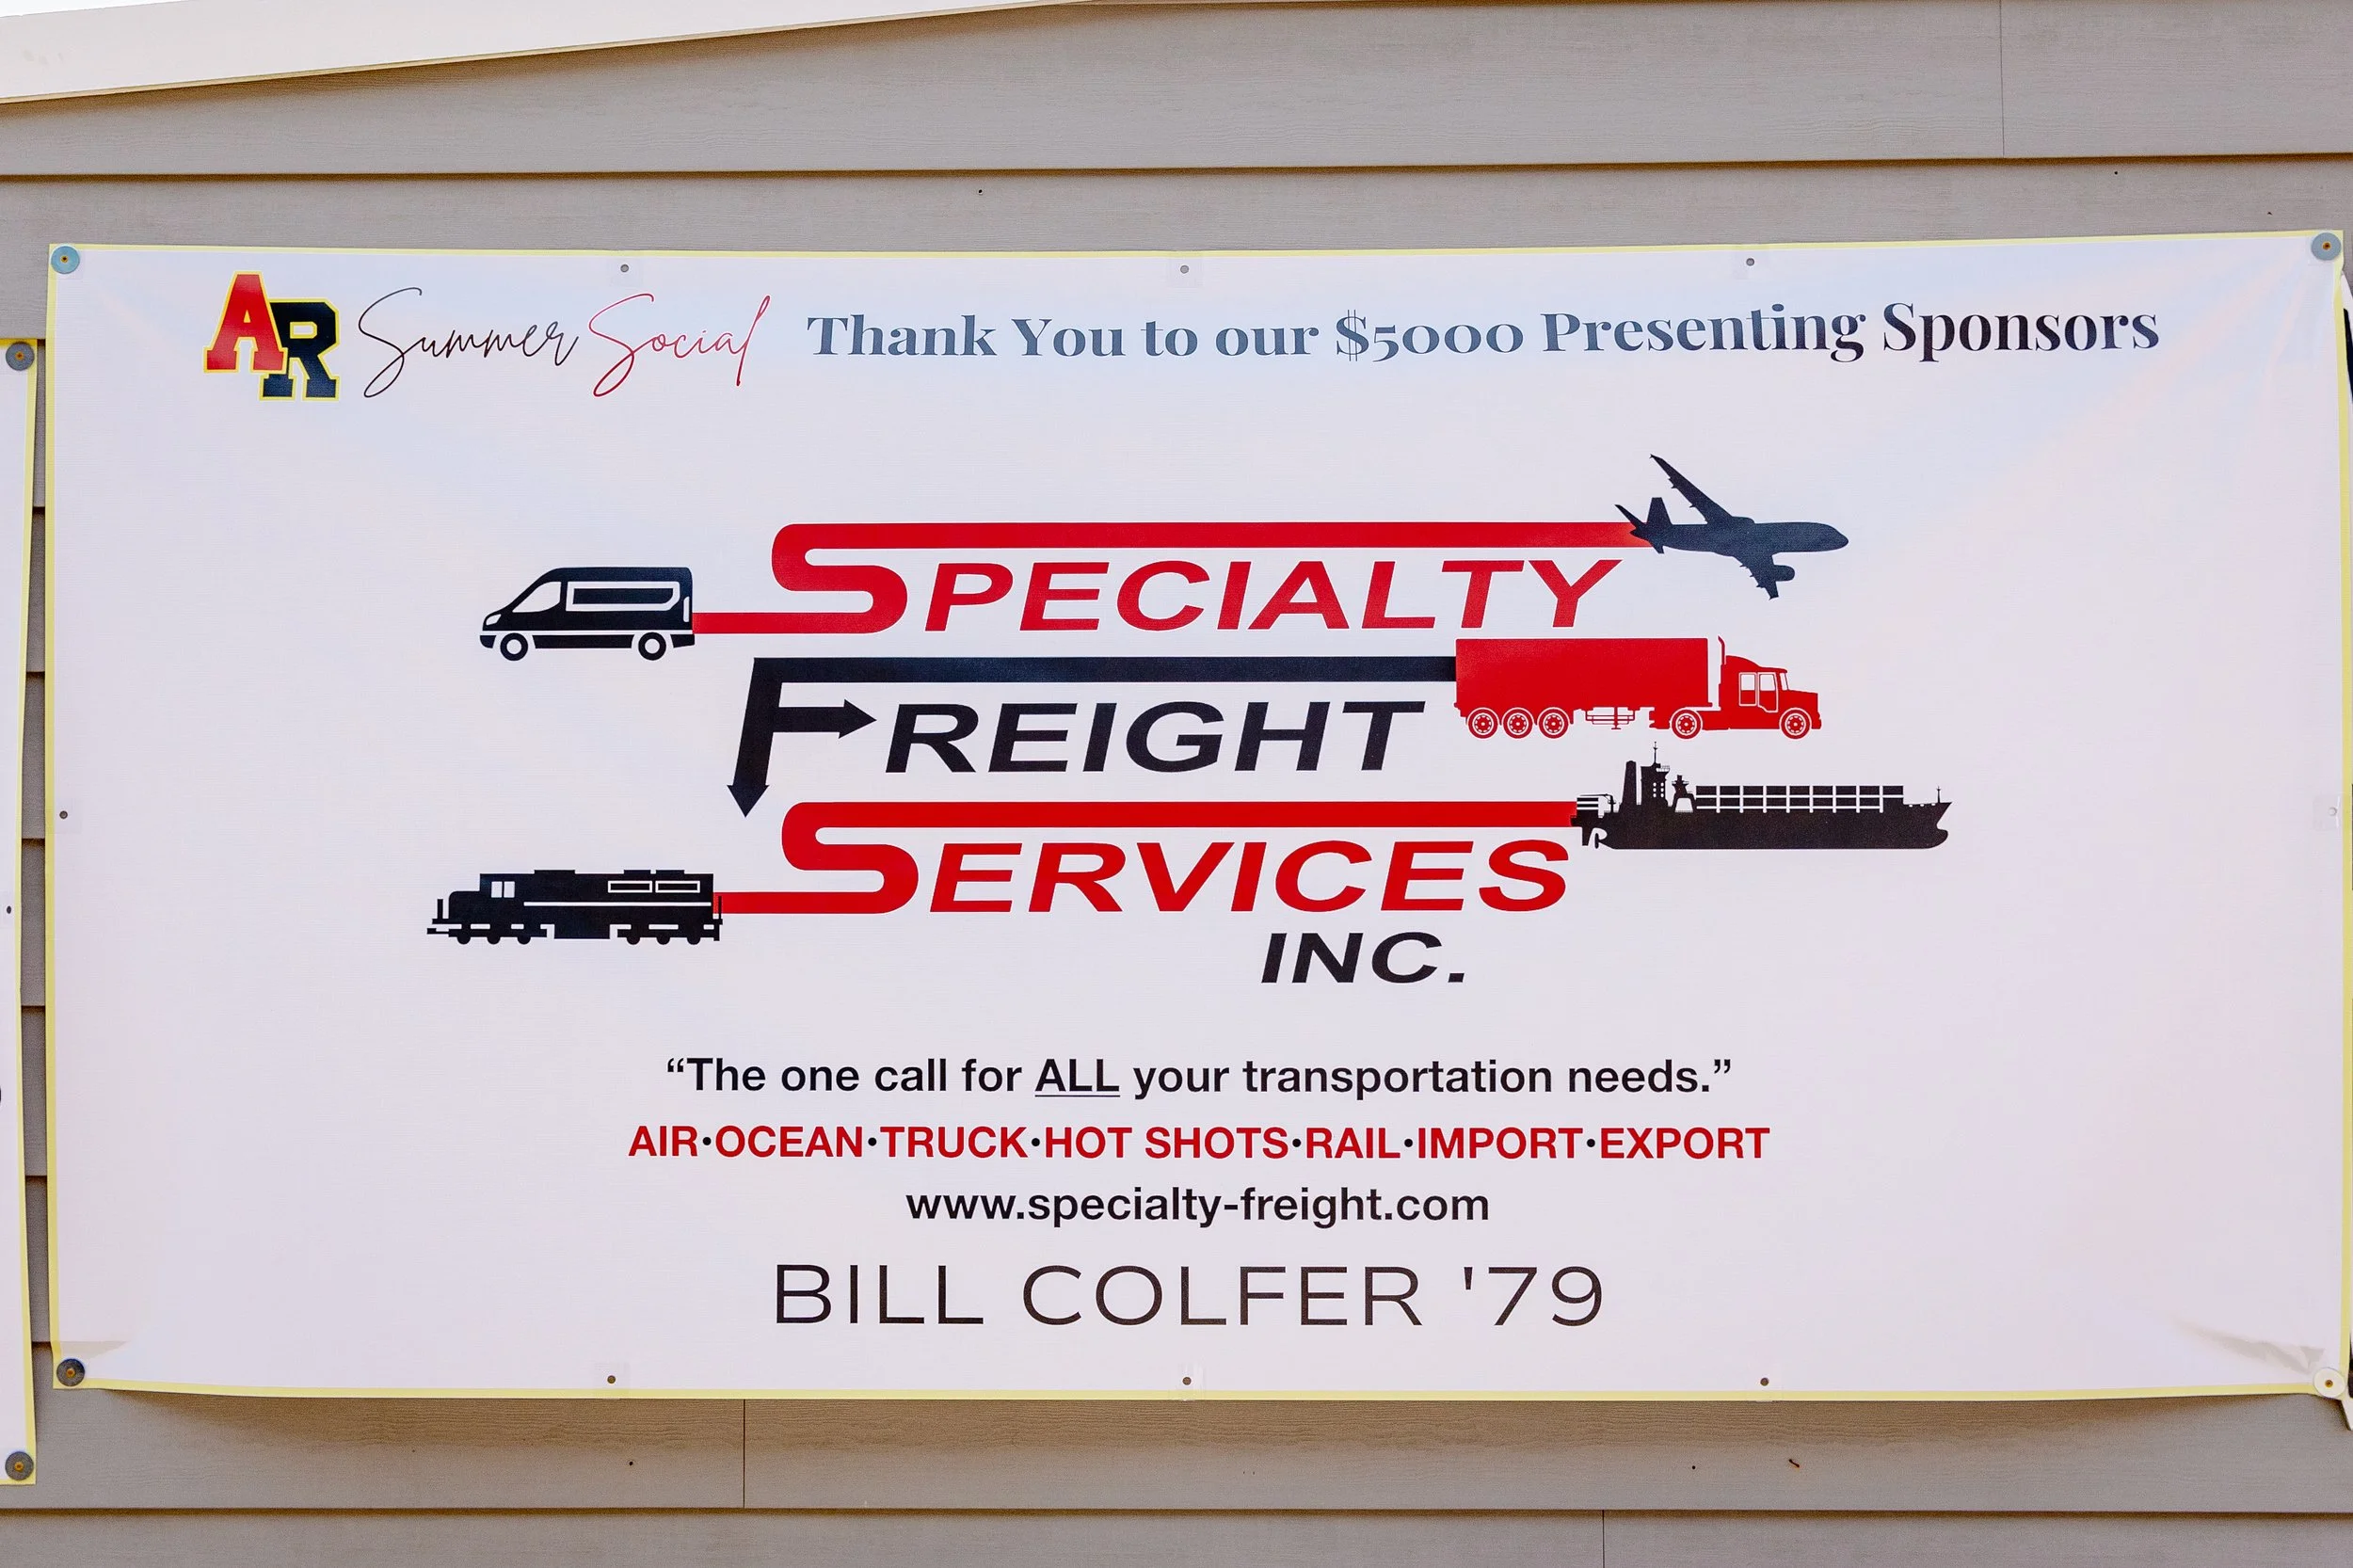 AR Summer Social Thank You to our $5000 Presenting Sponsors
SPECIALTY
FREIGHT
SERVICES
INC.
“The one call for ALL your transportation needs.”
AIR•OCEAN•TRUCK•HOT SHOTS•RAIL•IMPORT•EXPORT
www.specialty-freight.com
BILL COLFER '79